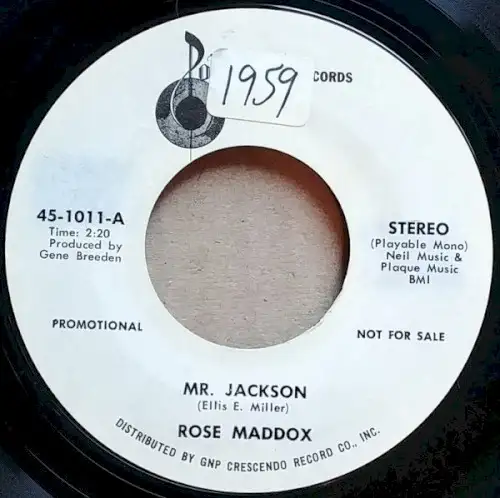 1959
CORDS
45-1011-A
Time: 2:20
Produced by
Gene Breeden
STEREO
(Playable Mono)
Neil Music &
Plaque Music
BMI
PROMOTIONAL
NOT FOR SALE
MR. JACKSON
(Ellis E. Miller)
ROSE MADDOX
DISTRIBUTED BY GNP CRESCENDO RECORD CO., INC.